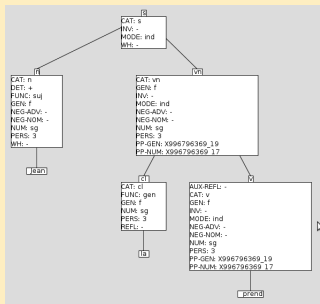 s
CAT: s
INV: -
MODE: ind
WH: -
n
CAT: n
DET: +
FUNC: suj
GEN: f
NEG-ADV: -
NEG-NOM: -
NUM: sg
PERS: 3
WH: -
_Jean_
vn
CAT: vn
GEN: f
INV: -
MODE: ind
NEG-ADV: -
NEG-NOM: -
NUM: sg
PERS: 3
PP-GEN: X996796369_19
PP-NUM: X996796369_17
cl
CAT: cl
FUNC: gen
GEN: f
NUM: sg
PERS: 3
REFL: -
la
v
AUX-REFL: -
CAT: v
GEN: f
INV: -
MODE: ind
NEG-ADV: -
NEG-NOM: -
NUM: sg
PERS: 3
PP-GEN: X996796369_19
PP-NUM: X996796369_17
_prend